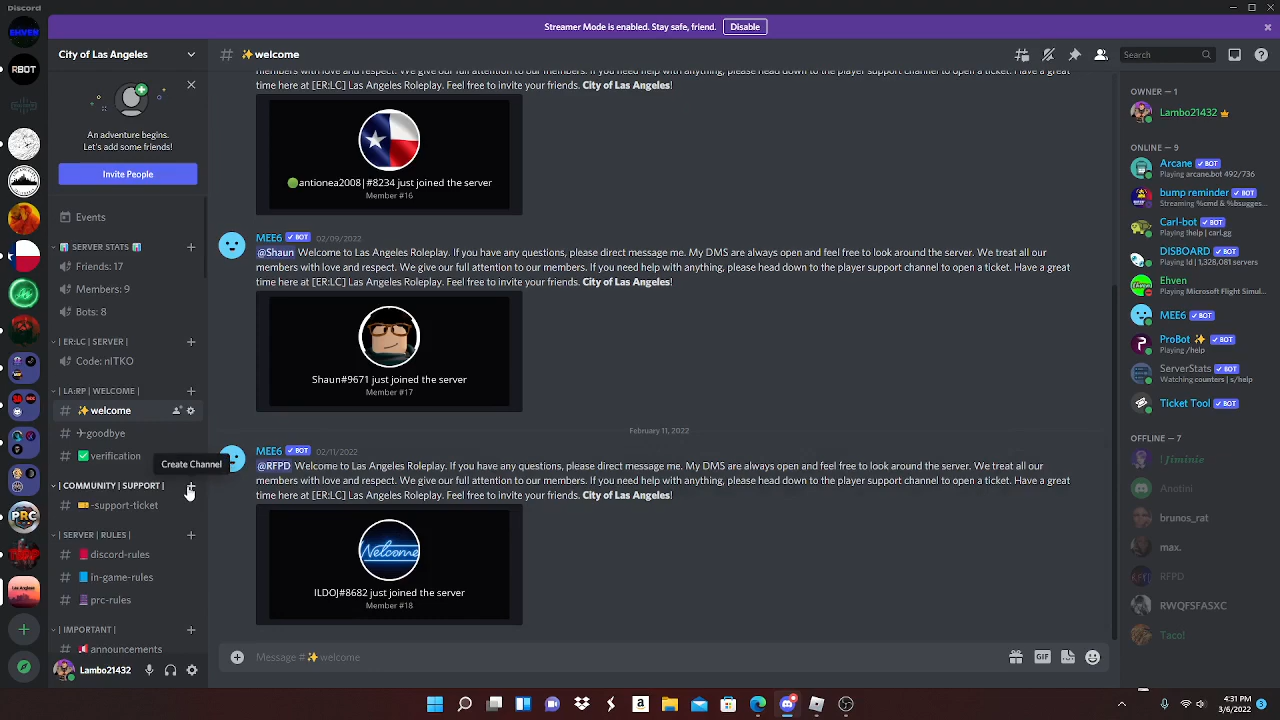 Discord
Streamer Mode is enabled. Stay safe, friend.
Disable
EHVER
RBOT
PRC
Los Angeles
City of Los Angeles
An adventure begins.
Let's add some friends!
Invite People
Events
SERVER STATS
Friends: 17
Members: 9
Bots: 8
| ER:LC | SERVER |
Code: nITKO
| LA:RP | WELCOME |
# ✨welcome
# ✈goodbye
# ✅verification
Create Channel
| COMMUNITY | SUPPORT |
# 🎫-support-ticket
| SERVER | RULES |
# 📕discord-rules
# 📘in-game-rules
# prc-rules
| IMPORTANT |
announcements
Lambo21432
# ✨welcome
Search
members with love and respect. We give our full attention to our members. If you need help with anything, please head down to the player support channel to open a ticket. Have a great
time here at [ER:LC] Los Angeles Roleplay. Feel free to invite your friends. City of Los Angeles!
🟢antionea2008|#8234 just joined the server
Member #16
MEE6 ✔BOT 02/09/2022
@Shaun Welcome to Las Angeles Roleplay. If you have any questions, please direct message me. My DMS are always open and feel free to look around the server. We treat all our
members with love and respect. We give our full attention to our members. If you need help with anything, please head down to the player support channel to open a ticket. Have a great
time here at [ER:LC] Las Angeles Roleplay. Feel free to invite your friends. City of Las Angeles!
Shaun#9671 just joined the server
Member #17
February 11, 2022
MEE6 ✔BOT 02/11/2022
@RFPD Welcome to Las Angeles Roleplay. If you have any questions, please direct message me. My DMS are always open and feel free to look around the server. We treat all our
members with love and respect. We give our full attention to our members. If you need help with anything, please head down to the player support channel to open a ticket. Have a great
time here at [ER:LC] Las Angeles Roleplay. Feel free to invite your friends. City of Las Angeles!
Welcome
ILDOJ#8682 just joined the server
Member #18
Message #✨welcome
GIF
OWNER — 1
Lambo21432
ONLINE — 9
Arcane ✔BOT
Playing arcane.bot 492/736
bump reminder ✔BOT
Streaming %cmd & %bugges...
Carl-bot ✔BOT
Playing !help | carl.gg
DISBOARD ✔BOT
Playing !d | 1,328,081 servers
Ehven
Playing Microsoft Flight Simul...
MEE6 ✔BOT
ProBot ✨ ✔BOT
Playing /help
ServerStats ✔BOT
Watching counters | s/help
Ticket Tool ✔BOT
OFFLINE — 7
Jiminie
Anotini
brunos_rat
max.
RFPD
RWQFSFASXC
Tacol
4:31 PM
3/6/2022
3